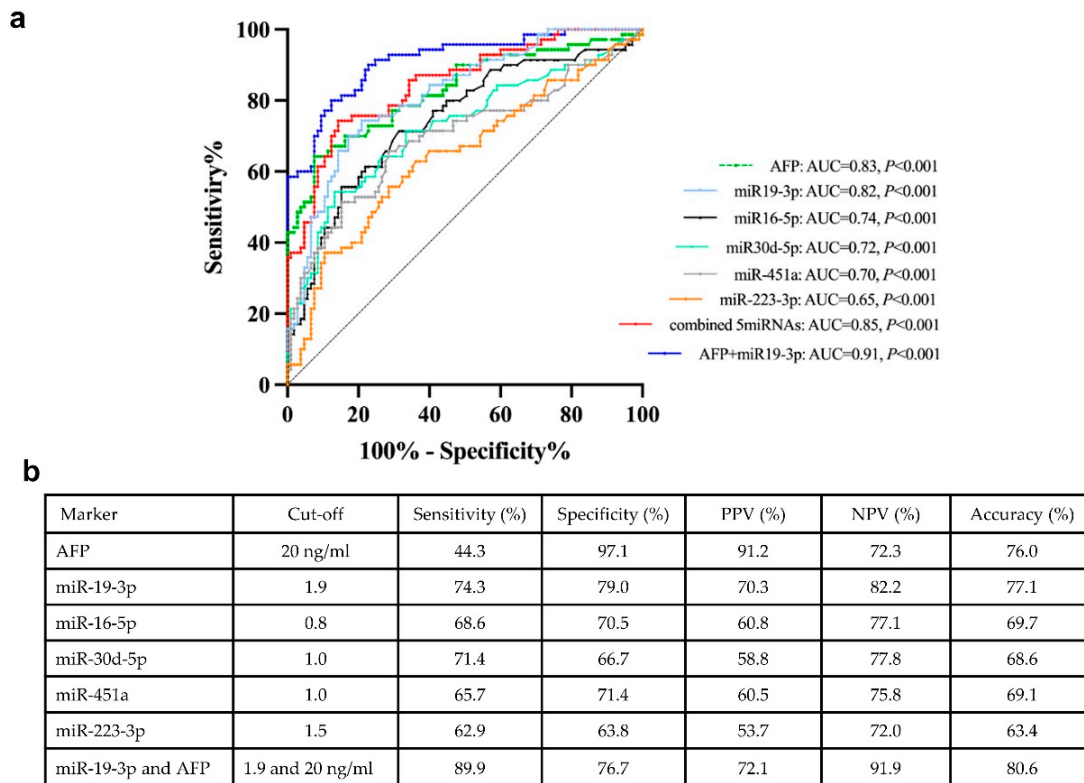 a
100
80
60
40
20
0
Sensitiviry%
0 20 40 60 80 100
100% - Specificity%
AFP: AUC=0.83, P<0.001
miR19-3p: AUC=0.82, P<0.001
miR16-5p: AUC=0.74, P<0.001
miR30d-5p: AUC=0.72, P<0.001
miR-451a: AUC=0.70, P<0.001
miR-223-3p: AUC=0.65, P<0.001
combined 5miRNAs: AUC=0.85, P<0.001
AFP+miR19-3p: AUC=0.91, P<0.001
b
Marker Cut-off Sensitivity (%) Specificity (%) PPV (%) NPV (%) Accuracy (%)
AFP 20 ng/ml 44.3 97.1 91.2 72.3 76.0
miR-19-3p 1.9 74.3 79.0 70.3 82.2 77.1
miR-16-5p 0.8 68.6 70.5 60.8 77.1 69.7
miR-30d-5p 1.0 71.4 66.7 58.8 77.8 68.6
miR-451a 1.0 65.7 71.4 60.5 75.8 69.1
miR-223-3p 1.5 62.9 63.8 53.7 72.0 63.4
miR-19-3p and AFP 1.9 and 20 ng/ml 89.9 76.7 72.1 91.9 80.6